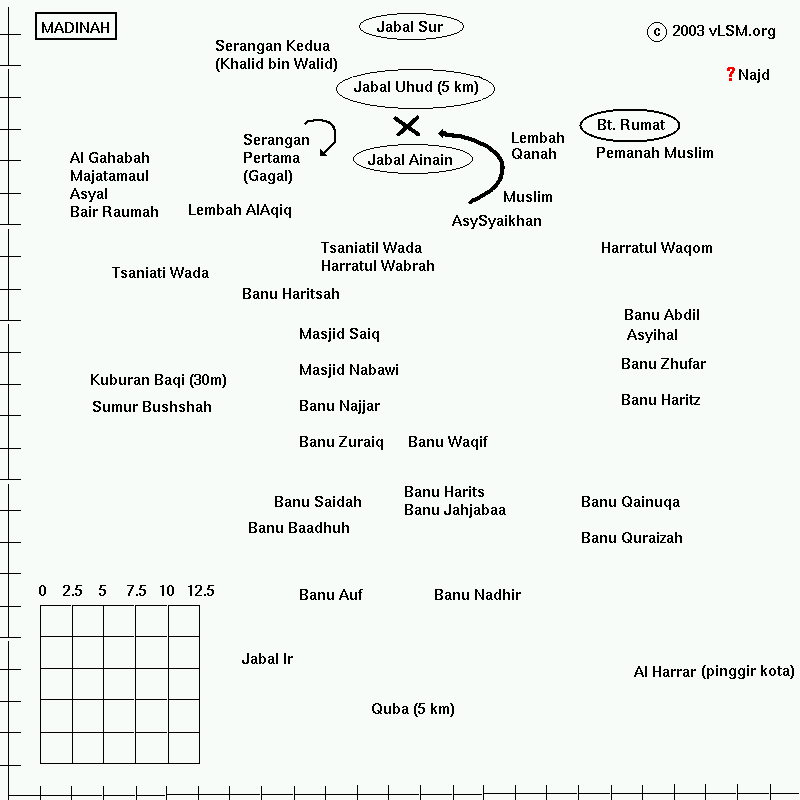 MADINAH
Jabal Sur
© 2003 vLSM.org
Serangan Kedua
(Khalid bin Walid)
? Najd
Jabal Uhud (5 km)
Bt. Rumat
Pemanah Muslim
Serangan
Pertama
(Gagal)
Jabal Ainain
Lembah
Qanah
Muslim
AsySyaikhan
Al Gahabah
Majatamaul
Asyal
Bair Raumah
Lembah AlAqiq
Tsaniatil Wada
Harratul Wabrah
Harratul Waqom
Tsaniati Wada
Banu Haritsah
Banu Abdil
Asyihal
Masjid Saiq
Banu Zhufar
Masjid Nabawi
Kuburan Baqi (30m)
Banu Haritz
Sumur Bushshah
Banu Najjar
Banu Zuraiq
Banu Waqif
Banu Harits
Banu Jahjabaa
Banu Saidah
Banu Qainuqa
Banu Baadhuh
Banu Quraizah
0 2.5 5 7.5 10 12.5
Banu Auf
Banu Nadhir
Jabal Ir
Al Harrar (pinggir kota)
Quba (5 km)